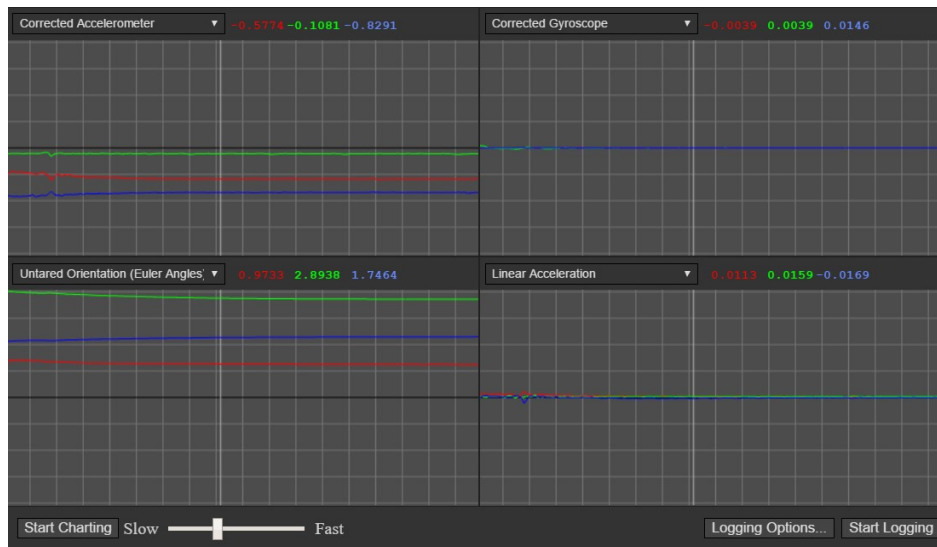 Corrected Accelerometer ▼ -0.5774 -0.1081 -0.8291
Corrected Gyroscope ▼ -0.0039 0.0039 0.0146
Untared Orientation (Euler Angles) ▼ 0.9733 2.8938 1.7464
Linear Acceleration ▼ 0.0113 0.0159 -0.0169
Start Charting Slow Fast Logging Options... Start Logging